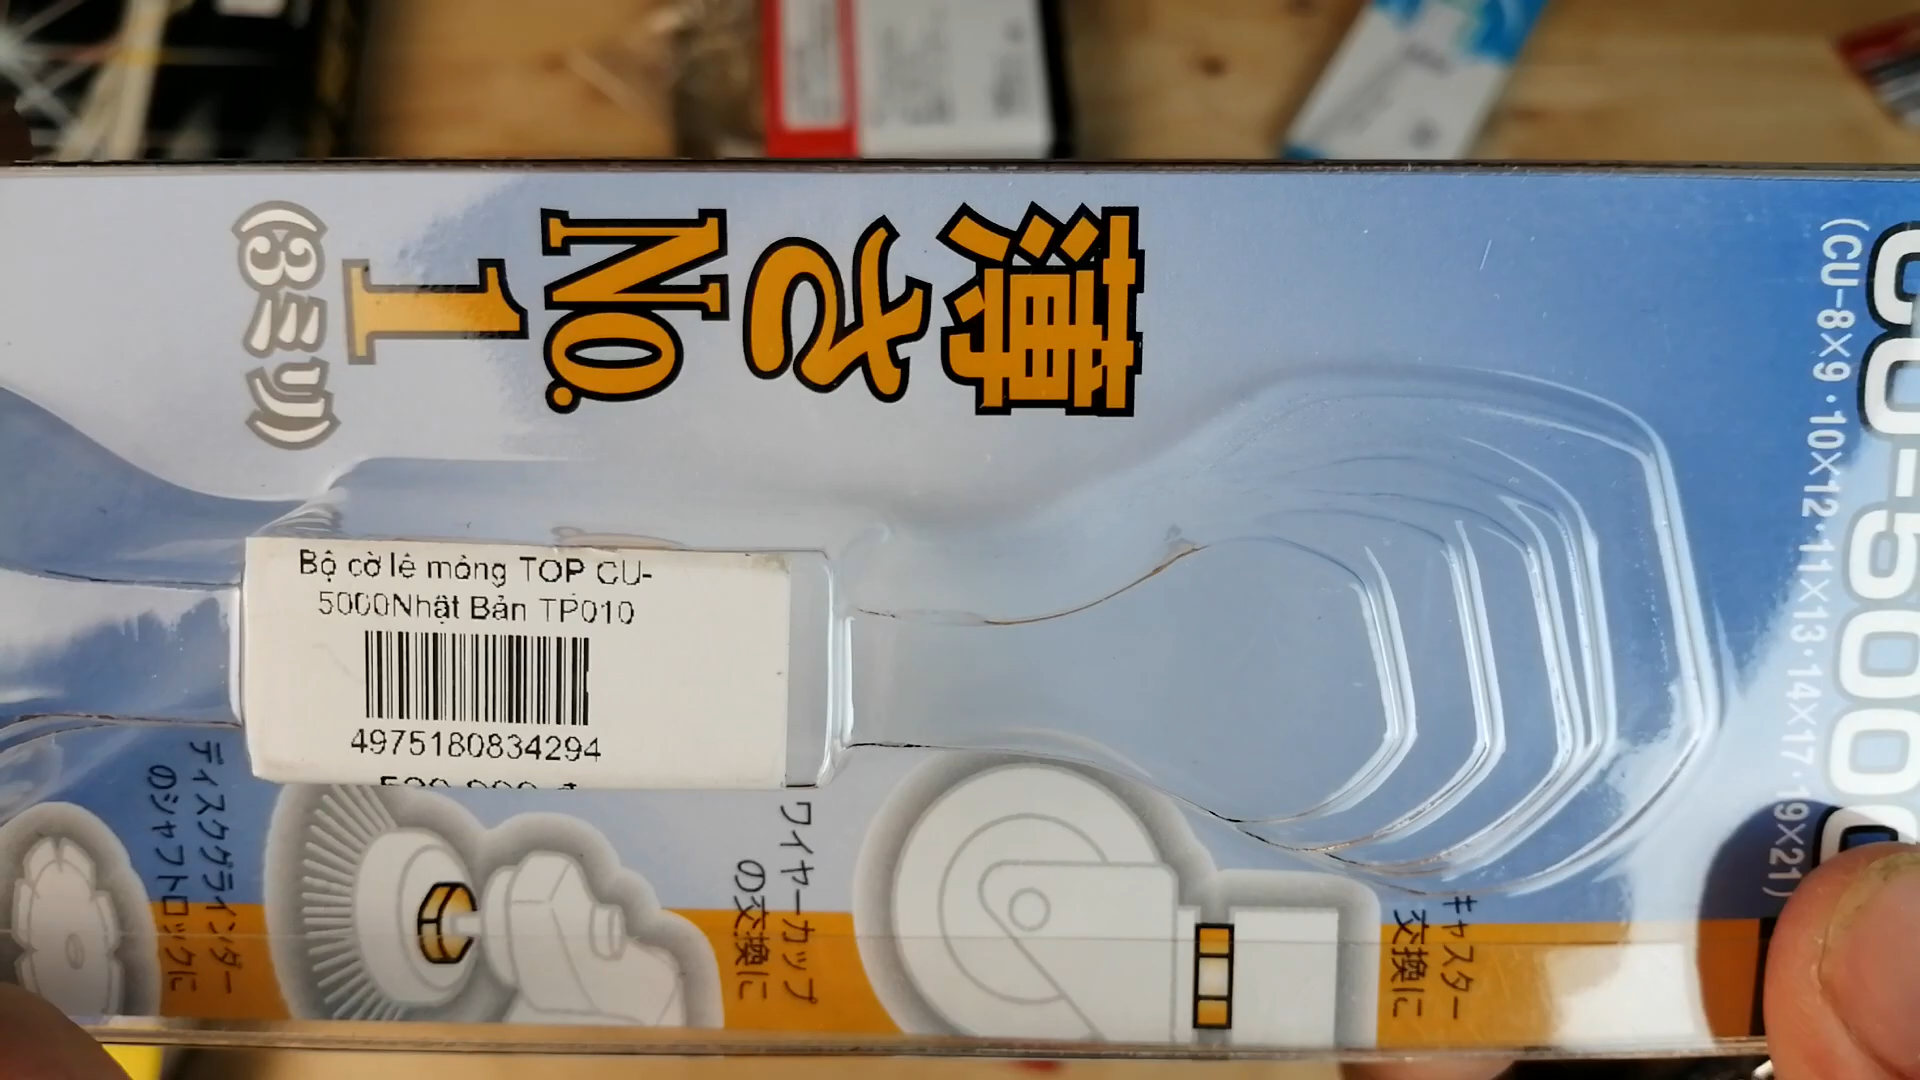 CU-5000
(CU-8×9・10×12・11×13・14×17・19×21)
薄さ
No.
1
(3ミリ)
Bộ cờ lê mỏng TOP CU-
5000Nhật Bản TP010
4975180834294
キャスター
交換に
ワイヤーカップ
の交換に
ディスクグラインダー
のシャフトロックに